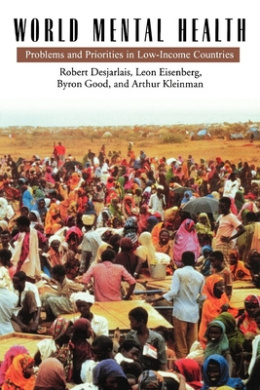 WORLD MENTAL HEALTH
Problems and Priorities in Low-Income Countries
Robert Desjarlais, Leon Eisenberg,
Byron Good, and Arthur Kleinman